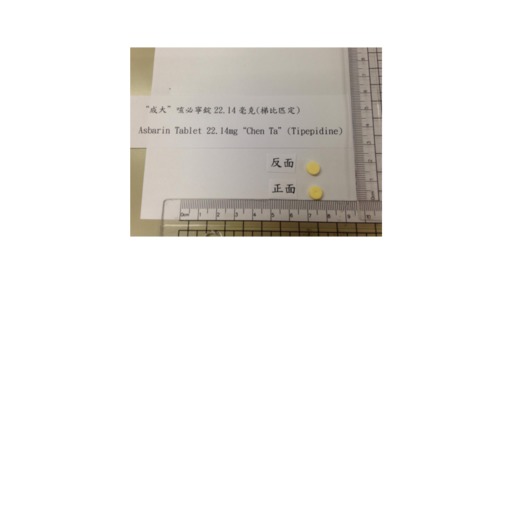 “成大”咳必寧錠 22.14 毫克(梯比匹定)
Asbarin Tablet 22.14mg “Chen Ta” (Tipepidine)
反面
正面
0cm 1 2 3 4 5 6 7 8 9 10